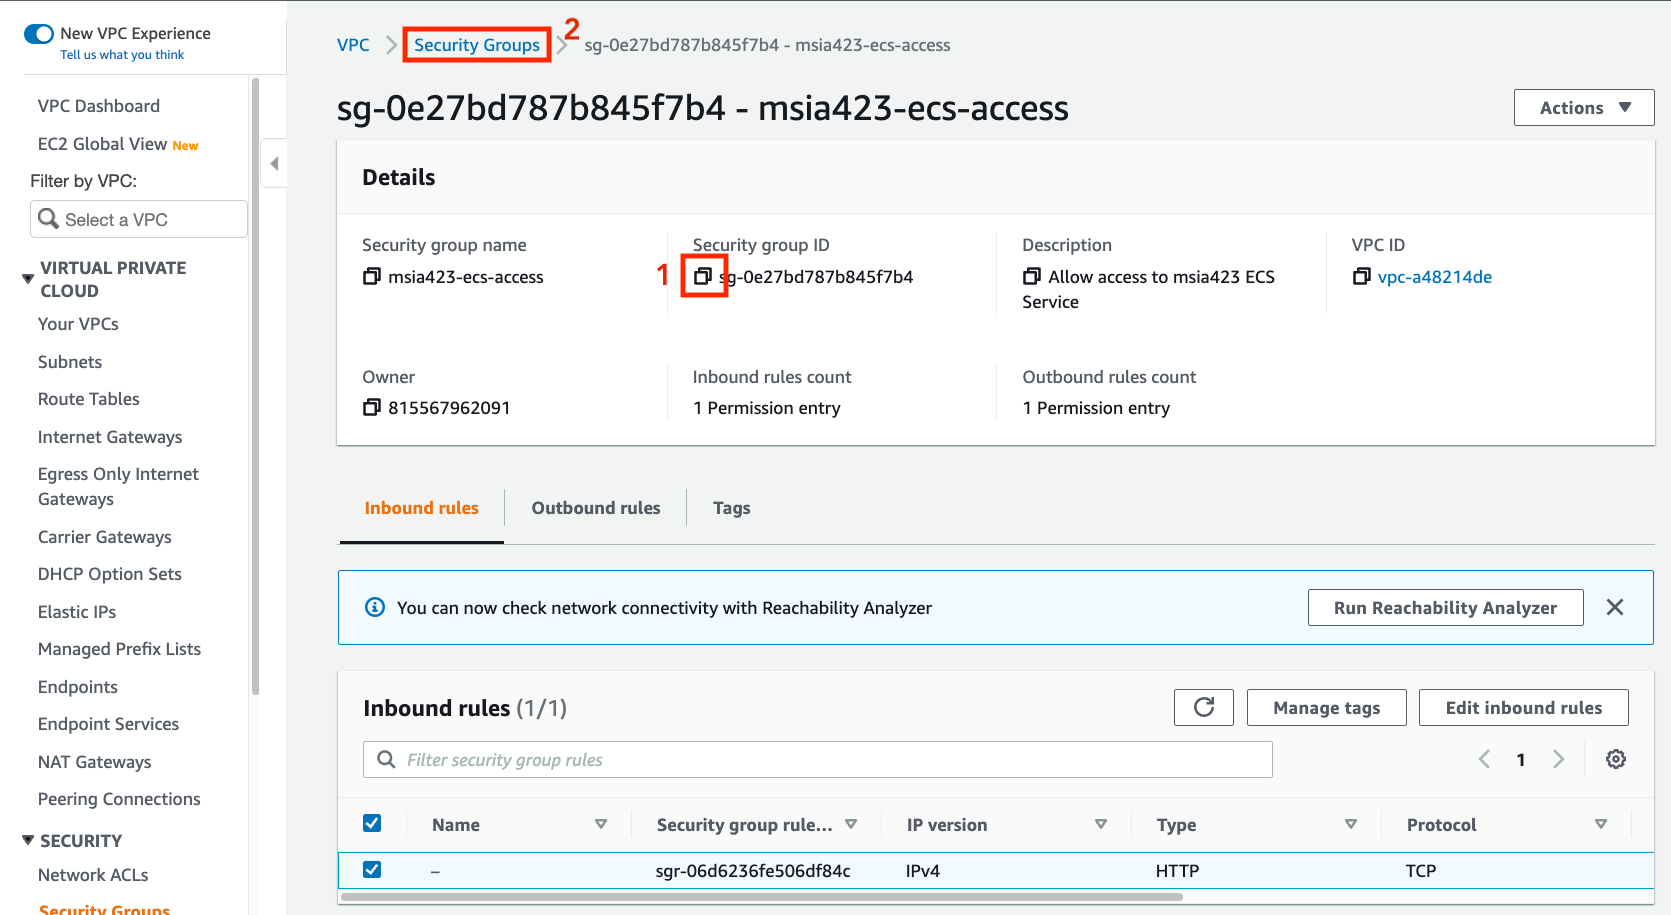 New VPC Experience
Tell us what you think
VPC Dashboard
EC2 Global View New
Filter by VPC:
Select a VPC
VIRTUAL PRIVATE
CLOUD
Your VPCs
Subnets
Route Tables
Internet Gateways
Egress Only Internet
Gateways
Carrier Gateways
DHCP Option Sets
Elastic IPs
Managed Prefix Lists
Endpoints
Endpoint Services
NAT Gateways
Peering Connections
SECURITY
Network ACLs
Security Groups
VPC Security Groups 2 sg-0e27bd787b845f7b4 - msia423-ecs-access
sg-0e27bd787b845f7b4 - msia423-ecs-access
Actions
Details
Security group name
msia423-ecs-access
Security group ID
1 sg-0e27bd787b845f7b4
Description
Allow access to msia423 ECS
Service
VPC ID
vpc-a48214de
Owner
815567962091
Inbound rules count
1 Permission entry
Outbound rules count
1 Permission entry
Inbound rules Outbound rules Tags
You can now check network connectivity with Reachability Analyzer
Run Reachability Analyzer
Inbound rules (1/1)
Manage tags
Edit inbound rules
Filter security group rules
1
Name Security group rule... IP version Type Protocol
– sgr-06d6236fe506df84c IPv4 HTTP TCP